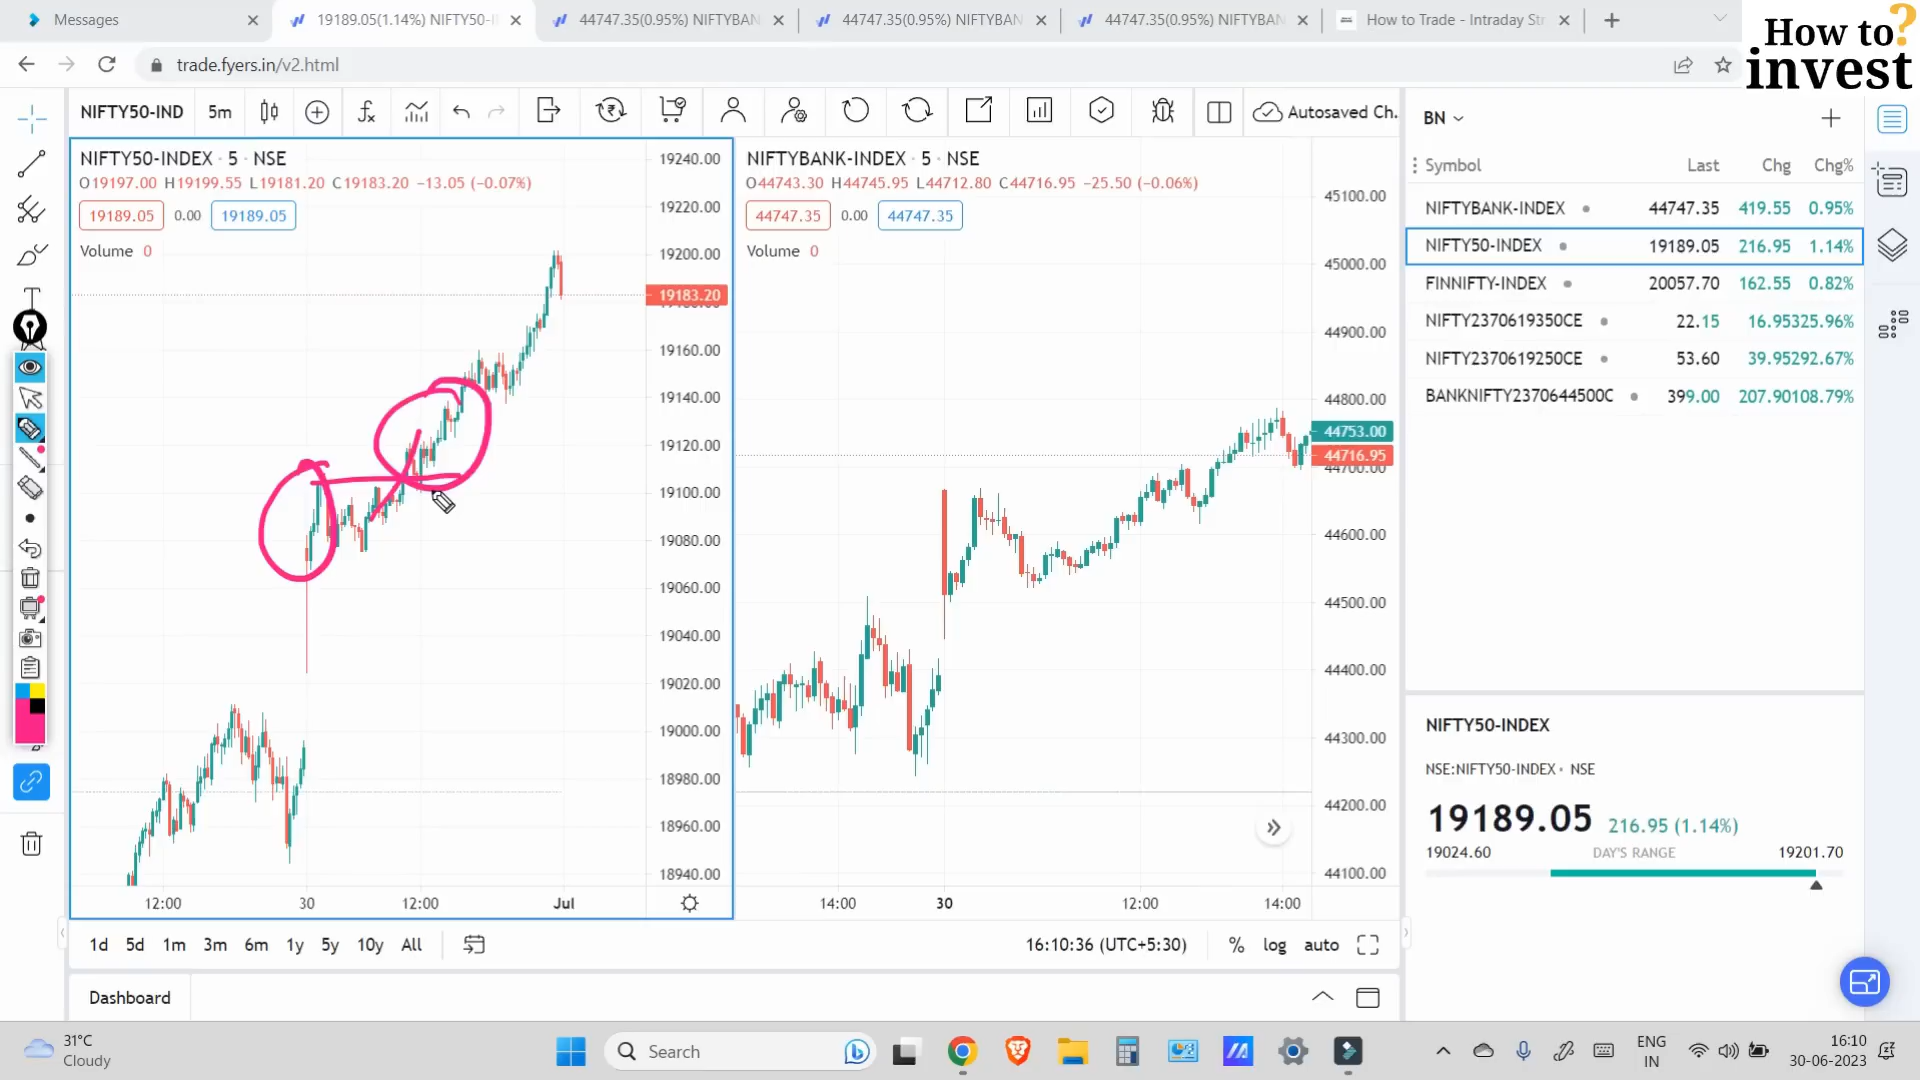 Messages
19189.05(1.14%) NIFTY50-I
44747.35(0.95%) NIFTYBAN
44747.35(0.95%) NIFTYBAN
44747.35(0.95%) NIFTYBAN
How to Trade - Intraday Str
How to?
invest
trade.fyers.in/v2.html
NIFTY50-IND 5m
Autosaved Ch.
BN
NIFTY50-INDEX · 5 · NSE
O19197.00 H19199.55 L19181.20 C19183.20 −13.05 (−0.07%)
19189.05 0.00 19189.05
Volume 0
19240.00
19220.00
19200.00
19183.20
19160.00
19140.00
19120.00
19100.00
19080.00
19060.00
19040.00
19020.00
19000.00
18980.00
18960.00
18940.00
12:00 30 12:00 Jul
NIFTYBANK-INDEX · 5 · NSE
O44743.30 H44745.95 L44712.80 C44716.95 −25.50 (−0.06%)
44747.35 0.00 44747.35
Volume 0
45100.00
45000.00
44900.00
44800.00
44753.00
44716.95
44700.00
44600.00
44500.00
44400.00
44300.00
44200.00
44100.00
14:00 30 12:00 14:00
Symbol Last Chg Chg%
NIFTYBANK-INDEX 44747.35 419.55 0.95%
NIFTY50-INDEX 19189.05 216.95 1.14%
FINNIFTY-INDEX 20057.70 162.55 0.82%
NIFTY2370619350CE 22.15 16.95325.96%
NIFTY2370619250CE 53.60 39.95292.67%
BANKNIFTY2370644500C 399.00 207.90108.79%
NIFTY50-INDEX
NSE:NIFTY50-INDEX · NSE
19189.05 216.95 (1.14%)
19024.60 DAY'S RANGE 19201.70
1d 5d 1m 3m 6m 1y 5y 10y All
16:10:36 (UTC+5:30) % log auto
Dashboard
31°C
Cloudy
Search
ENG
IN
16:10
30-06-2023